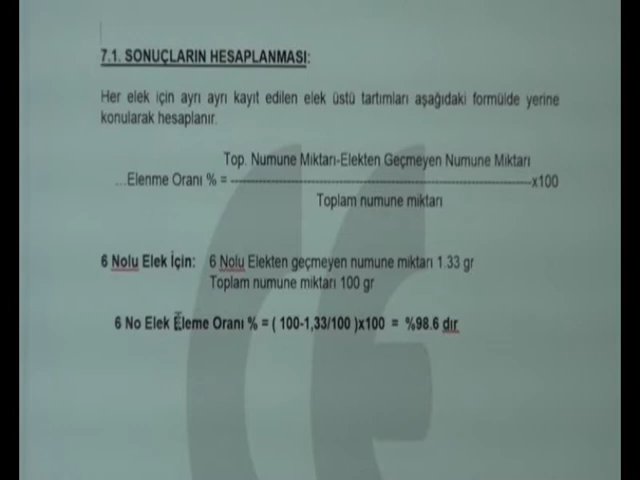 7.1. SONUÇLARIN HESAPLANMASI:
Her elek için ayrı ayrı kayıt edilen elek üstü tartımları aşağıdaki formülde yerine
konularak hesaplanır.
Top. Numune Miktarı-Elekten Geçmeyen Numune Miktarı
...Elenme Oranı % = ------------------------------------------------------------x100
Toplam numune miktarı
6 Nolu Elek İçin: 6 Nolu Elekten geçmeyen numune miktarı 1.33 gr
Toplam numune miktarı 100 gr
6 No Elek Eleme Oranı % = ( 100-1,33/100 )x100 = %98.6 dır